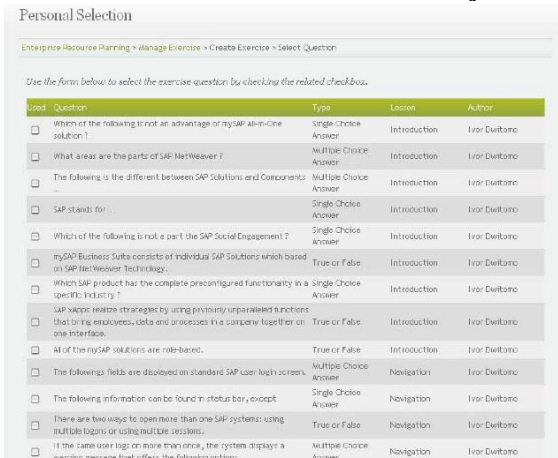 Personal Selection
Enterprise Resource Planning > Manage Exercise > Create Exercise > Select Question
Use the form below to select the exercise question by checking the related checkbox.
Used Question Type Lesson Author
Which of the following is not an advantage of mySAP All-in-One solution ? Single Choice Answer Introduction Ivor Dwitomo
What areas are the parts of SAP NetWeaver ? Multiple Choice Answer Introduction Ivor Dwitomo
The following is the different between SAP Solutions and Components ... Multiple Choice Answer Introduction Ivor Dwitomo
SAP stands for .. Single Choice Answer Introduction Ivor Dwitomo
Which of the following is not a part the SAP Social Engagement ? Single Choice Answer Introduction Ivor Dwitomo
mySAP Business Suite consists of individual SAP Solutions which based on SAP NetWeaver Technology. True or False Introduction Ivor Dwitomo
Which SAP product has the complete preconfigured functionality in a spesific industry ? Single Choice Answer Introduction Ivor Dwitomo
SAP xApps realize strategies by using priviously unparalleled functions that bring employees, data and processes in a company together on one interface. True or False Introduction Ivor Dwitomo
All of the mySAP solutions are role-based. True or False Introduction Ivor Dwitomo
The followings fields are displayed on standard SAP user login screen. Multiple Choice Answer Navigation Ivor Dwitomo
The following information can be found in status bar, except Single Choice Answer Navigation Ivor Dwitomo
There are two ways to open more than one SAP systems: using multiple logons or using multiple sessions. True or False Navigation Ivor Dwitomo
If the same user logs on more than once, the system displays a warning message that offers the following options Multiple Choice Answer Navigation Ivor Dwitomo